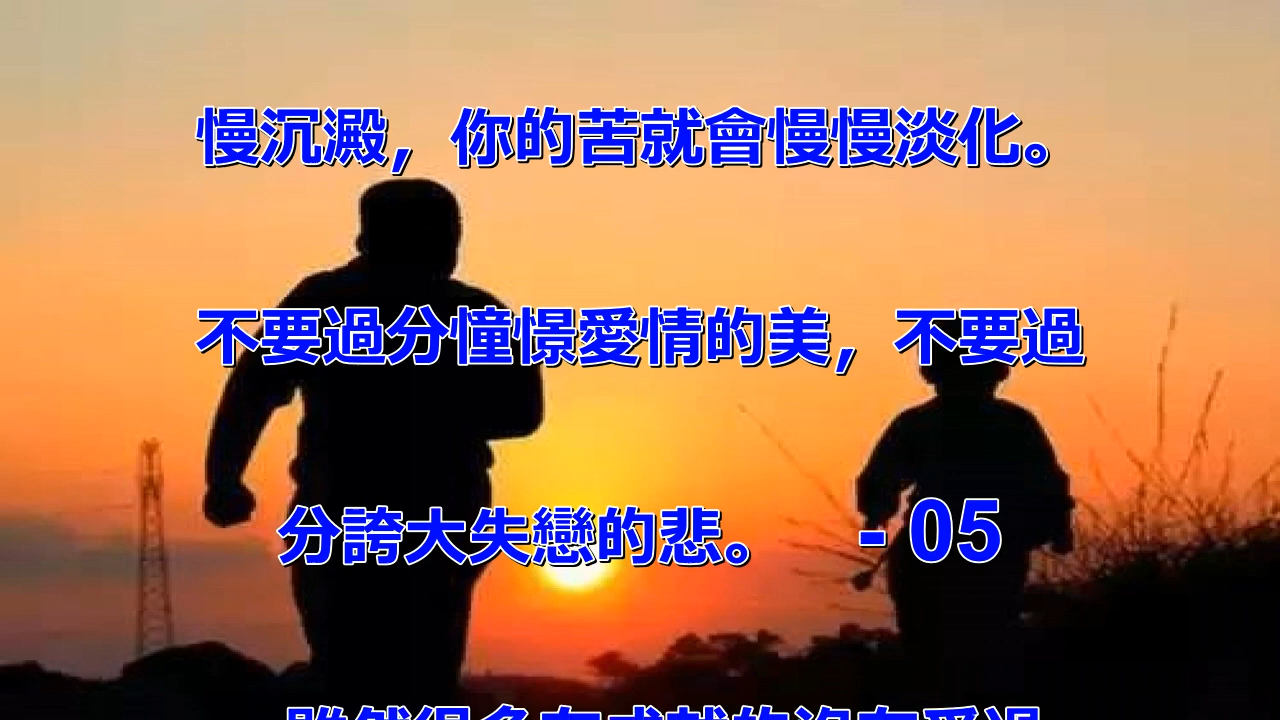 慢沉澱，你的苦就會慢慢淡化。
不要過分憧憬愛情的美，不要過
分誇大失戀的悲。 - 05